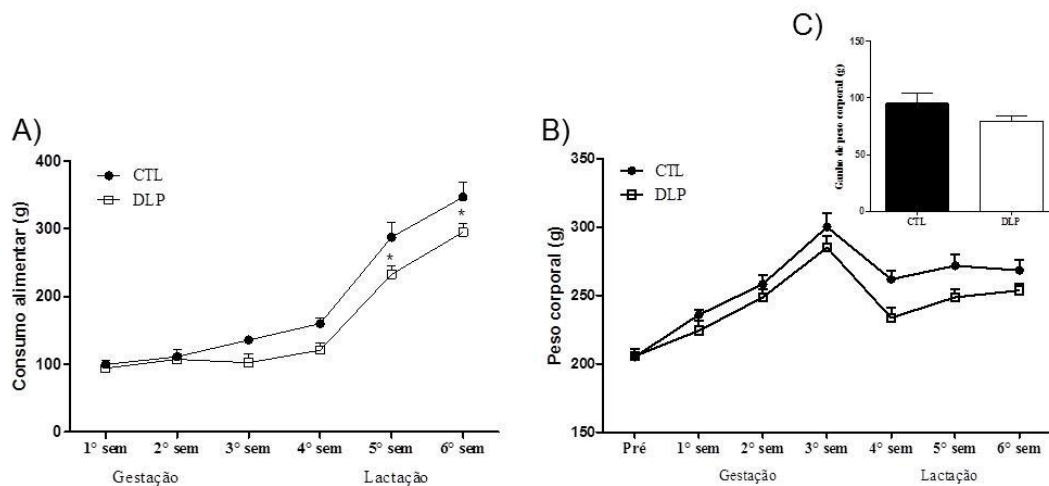 A)
Consumo alimentar (g)
400
300
200
100
0
CTL
DLP
*
*
1° sem 2° sem 3° sem 4° sem 5° sem 6° sem
Gestação Lactação
B)
Peso corporal (g)
350
300
250
200
150
CTL
DLP
Pré 1° sem 2° sem 3° sem 4° sem 5° sem 6° sem
Gestação Lactação
C)
Ganho de peso corporal (g)
150
100
50
0
CTL DLP